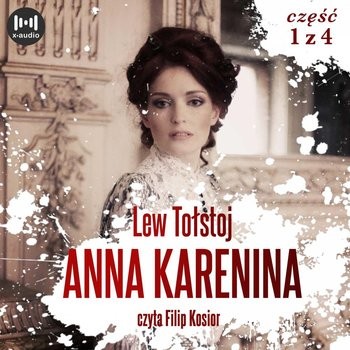 x-audio
część
1 z 4
Lew Tołstoj
ANNA KARENINA
czyta Filip Kosior